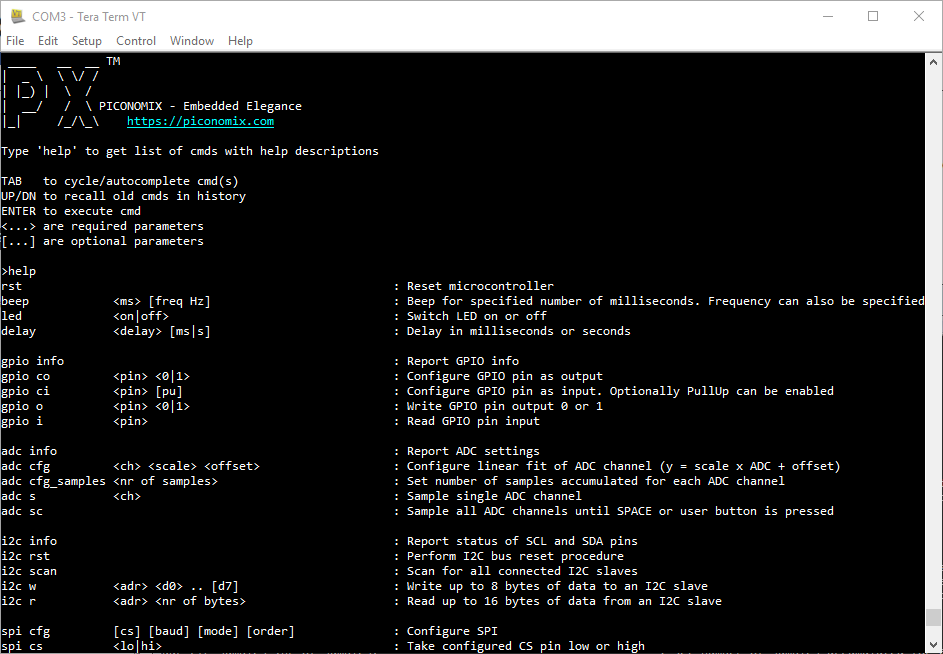 COM3 - Tera Term VT
File Edit Setup Control Window Help
TM
PX
PICONOMIX - Embedded Elegance
https://piconomix.com
Type 'help' to get list of cmds with help descriptions
TAB to cycle/autocomplete cmd(s)
UP/DN to recall old cmds in history
ENTER to execute cmd
<...> are required parameters
[...] are optional parameters
>help
rst : Reset microcontroller
beep <ms> [freq Hz] : Beep for specified number of milliseconds. Frequency can also be specified
led <on|off> : Switch LED on or off
delay <delay> [ms|s] : Delay in milliseconds or seconds
gpio info : Report GPIO info
gpio co <pin> <0|1> : Configure GPIO pin as output
gpio ci <pin> [pu] : Configure GPIO pin as input. Optionally PullUp can be enabled
gpio o <pin> <0|1> : Write GPIO pin output 0 or 1
gpio i <pin> : Read GPIO pin input
adc info : Report ADC settings
adc cfg <ch> <scale> <offset> : Configure linear fit of ADC channel (y = scale x ADC + offset)
adc cfg_samples <nr of samples> : Set number of samples accumulated for each ADC channel
adc s <ch> : Sample single ADC channel
adc sc : Sample all ADC channels until SPACE or user button is pressed
i2c info : Report status of SCL and SDA pins
i2c rst : Perform I2C bus reset procedure
i2c scan : Scan for all connected I2C slaves
i2c w <adr> <d0> .. [d7] : Write up to 8 bytes of data to an I2C slave
i2c r <adr> <nr of bytes> : Read up to 16 bytes of data from an I2C slave
spi cfg [cs] [baud] [mode] [order] : Configure SPI
spi cs <lo|hi> : Take configured CS pin low or high